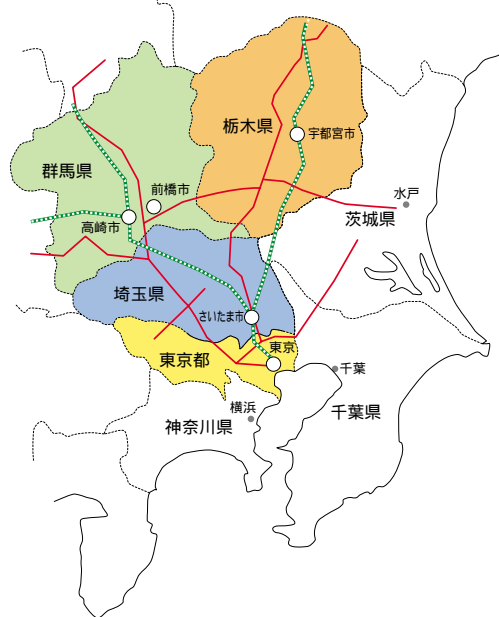 栃木県
宇都宮市
群馬県
前橋市
水戸
茨城県
高崎市
埼玉県
さいたま市
東京
東京都
千葉
横浜
千葉県
神奈川県